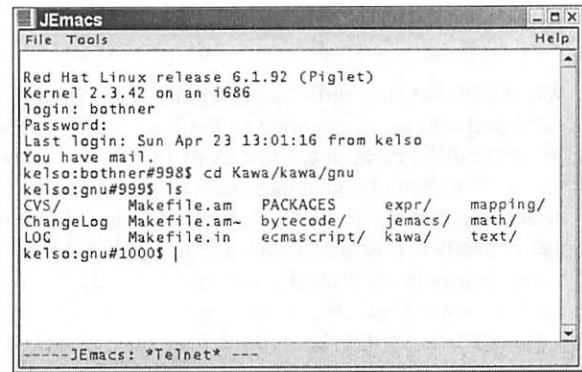 JEmacs
File Tools Help
Red Hat Linux release 6.1.92 (Piglet)
Kernel 2.3.42 on an i686
login: bothner
Password:
Last login: Sun Apr 23 13:01:16 from kelso
You have mail.
kelso:bothner#998$ cd Kawa/kawa/gnu
kelso:gnu#999$ ls
CVS/ Makefile.am PACKAGES expr/ mapping/
ChangeLog Makefile.am~ bytecode/ jemacs/ math/
LOG Makefile.in ecmascript/ kawa/ text/
kelso:gnu#1000$
-----JEmacs: *Telnet* ---